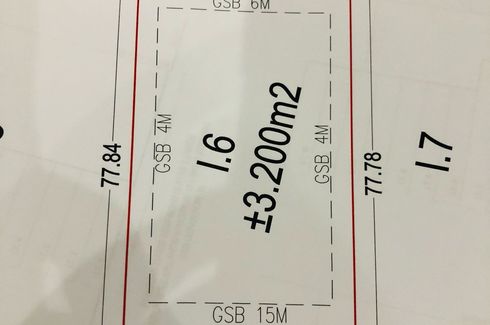 GSB 6M
GSB 4M
I.6
±3.200m2
GSB 4M
77.84
77.78
I.7
GSB 15M